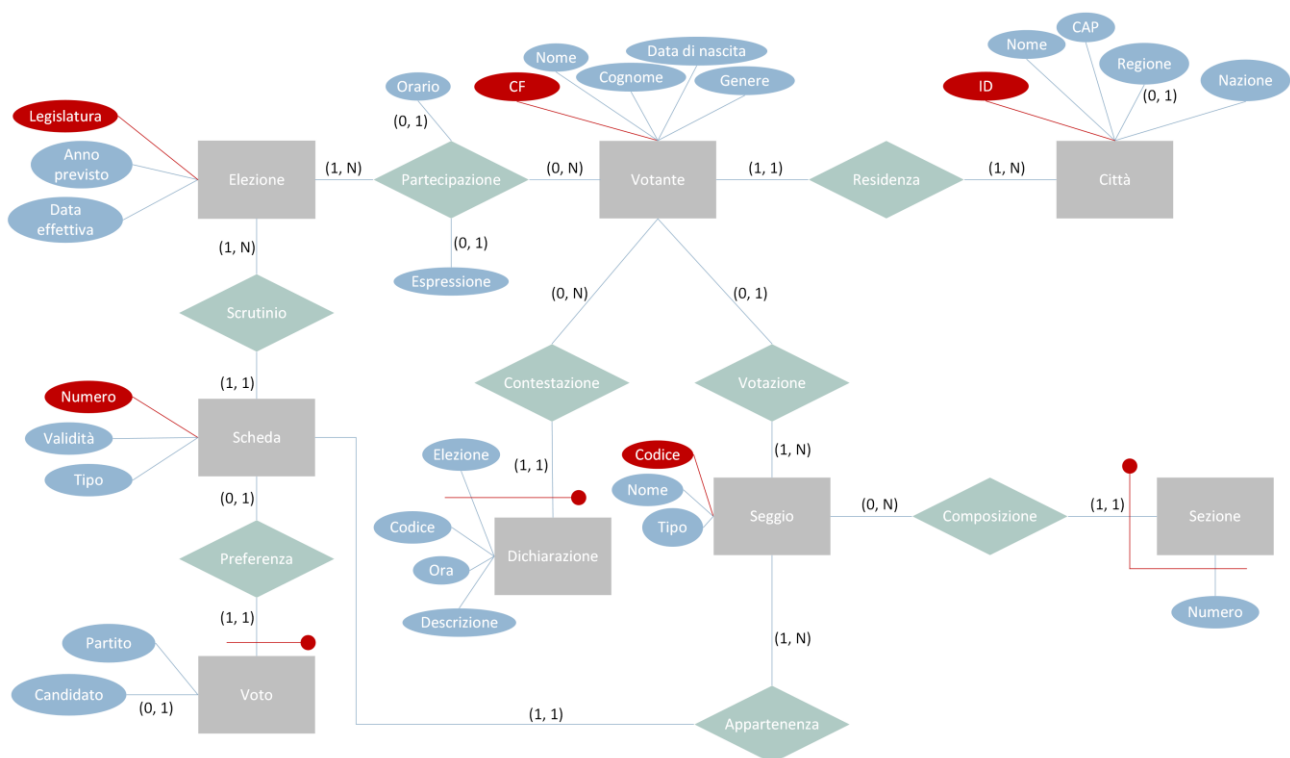 Data di nascita
CAP
Nome
Nome
Cognome
Regione
Orario
CF
Genere
ID
Nazione
(0, 1)
Legislatura
(0, 1)
Anno
previsto
Elezione
(1, N)
Partecipazione
(0, N)
Votante
(1, 1)
Residenza
(1, N)
Città
Data
effettiva
(1, N)
(0, 1)
Espressione
(0, N)
(0, 1)
Scrutinio
(1, 1)
Contestazione
Votazione
Numero
Validità
Scheda
Tipo
Elezione
(1, 1)
Codice
(1, N)
(0, 1)
Nome
Codice
Tipo
Seggio
(0, N)
Composizione
(1, 1)
Sezione
Preferenza
Ora
Dichiarazione
(1, 1)
Descrizione
Numero
Partito
(1, N)
Candidato
(0, 1)
Voto
(1, 1)
Appartenenza